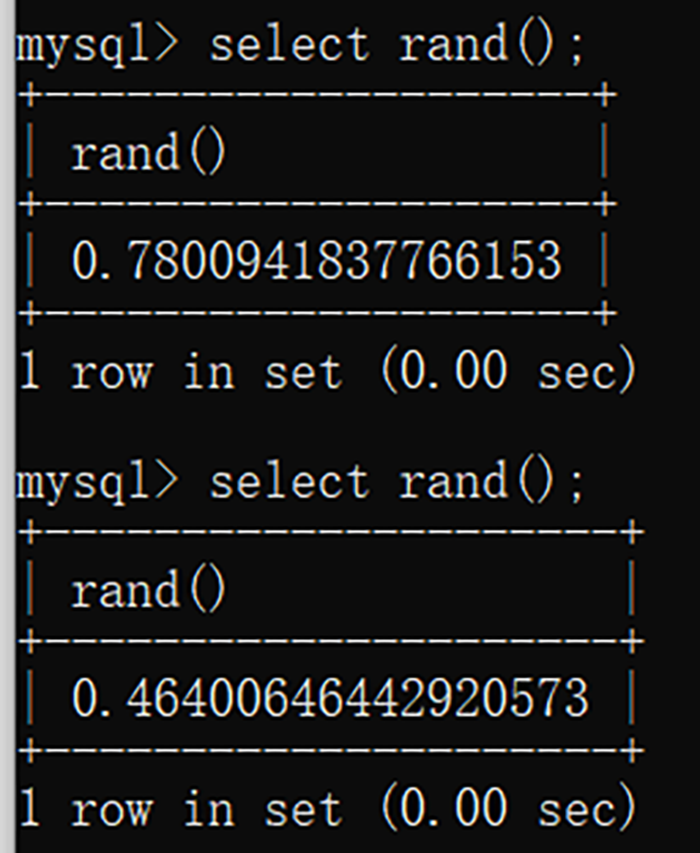 mysql> select rand();
+---------------------+
| rand()              |
+---------------------+
| 0.7800941837766153 |
+---------------------+
1 row in set (0.00 sec)
mysql> select rand();
+----------------------+
| rand()               |
+----------------------+
| 0.46400646442920573 |
+----------------------+
1 row in set (0.00 sec)